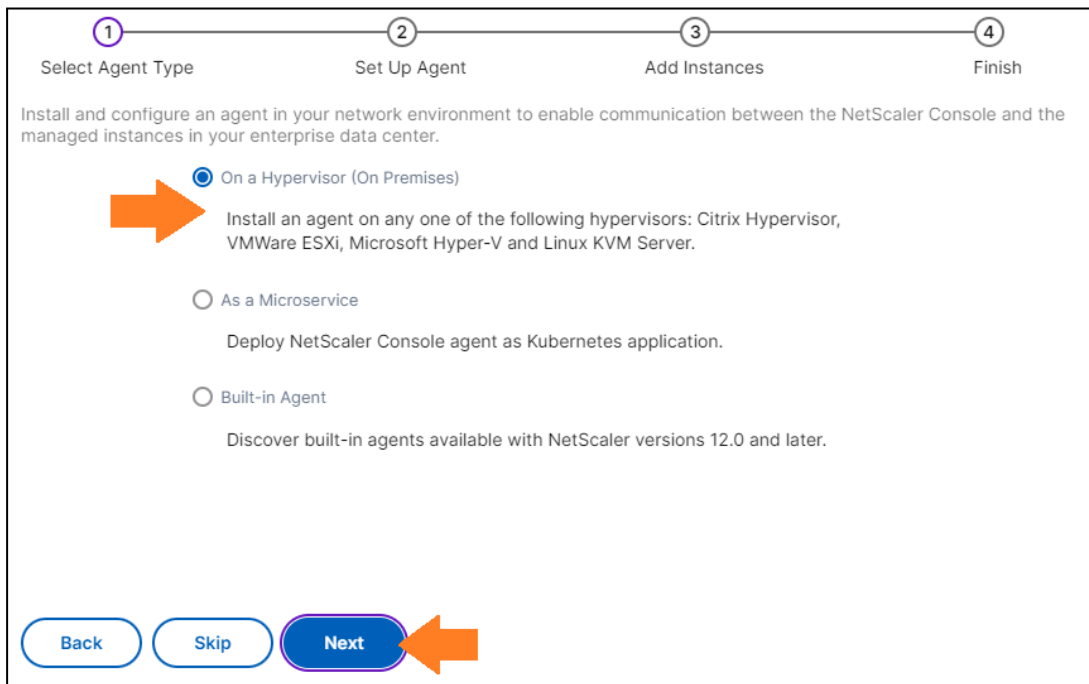 1 2 3 4
Select Agent Type Set Up Agent Add Instances Finish
Install and configure an agent in your network environment to enable communication between the NetScaler Console and the
managed instances in your enterprise data center.
On a Hypervisor (On Premises)
Install an agent on any one of the following hypervisors: Citrix Hypervisor,
VMWare ESXi, Microsoft Hyper-V and Linux KVM Server.
As a Microservice
Deploy NetScaler Console agent as Kubernetes application.
Built-in Agent
Discover built-in agents available with NetScaler versions 12.0 and later.
Back Skip Next